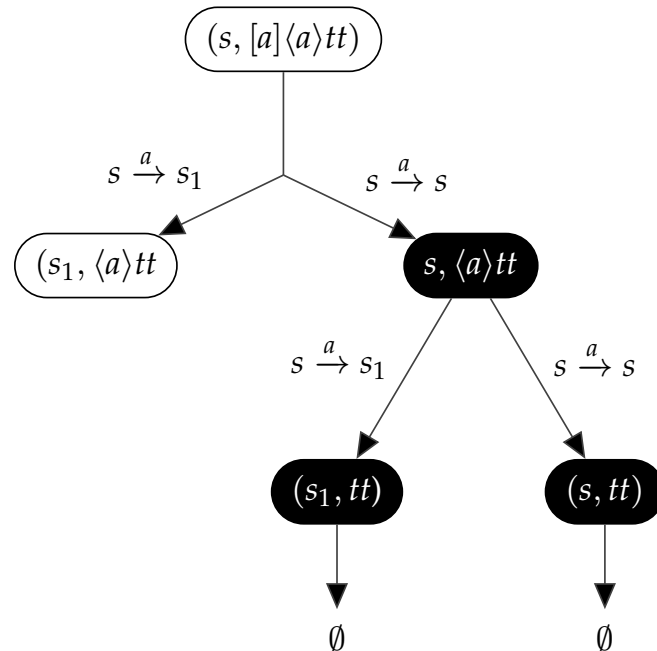 (s, [a]⟨a⟩tt)
s →ᵃ s₁
s →ᵃ s
(s₁, ⟨a⟩tt
s, ⟨a⟩tt
s →ᵃ s₁
s →ᵃ s
(s₁, tt)
(s, tt)
∅
∅